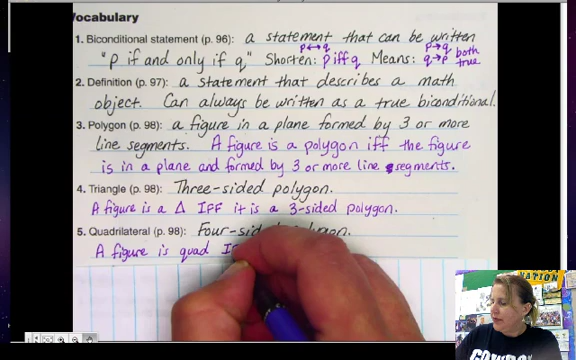 Vocabulary
1. Biconditional statement (p. 96): a statement that can be written
p↔q p→q both
"p if and only if q" Shorten: p iff q Means: q→p true
2. Definition (p. 97): a statement that describes a math
object. Can always be written as a true biconditional.
3. Polygon (p. 98): a figure in a plane formed by 3 or more
line segments. A figure is a polygon iff the figure
is in a plane and formed by 3 or more line segments.
4. Triangle (p. 98): Three-sided polygon.
A figure is a Δ IFF it is a 3-sided polygon.
5. Quadrilateral (p. 98): Four-sid
A figure is quad
NATION
COWBO